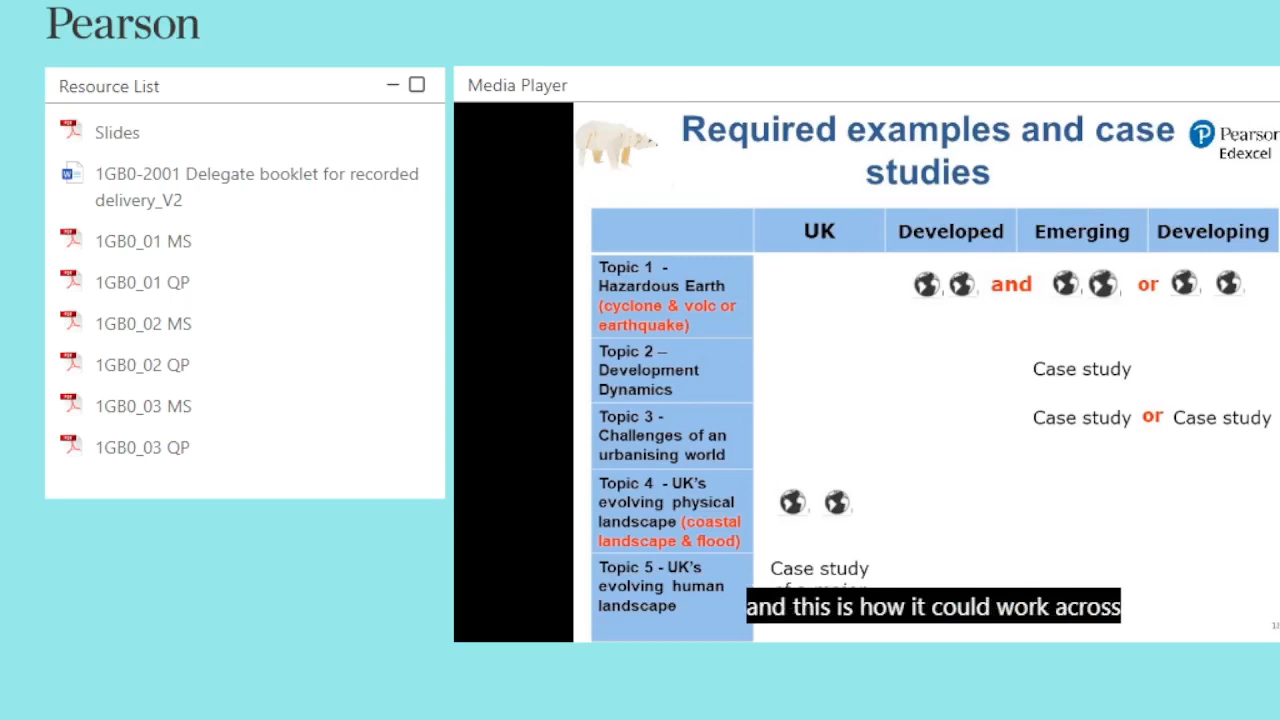 Pearson
Resource List
Slides
1GB0-2001 Delegate booklet for recorded
delivery_V2
1GB0_01 MS
1GB0_01 QP
1GB0_02 MS
1GB0_02 QP
1GB0_03 MS
1GB0_03 QP
Media Player
Required examples and case
studies
Pearson
Edexcel
UK Developed Emerging Developing
Topic 1 -
Hazardous Earth
(cyclone & volc or
earthquake)
and or
Topic 2 –
Development
Dynamics
Case study
Topic 3 -
Challenges of an
urbanising world
Case study or Case study
Topic 4 - UK's
evolving physical
landscape (coastal
landscape & flood)
Topic 5 - UK's
evolving human
landscape
Case study
and this is how it could work across